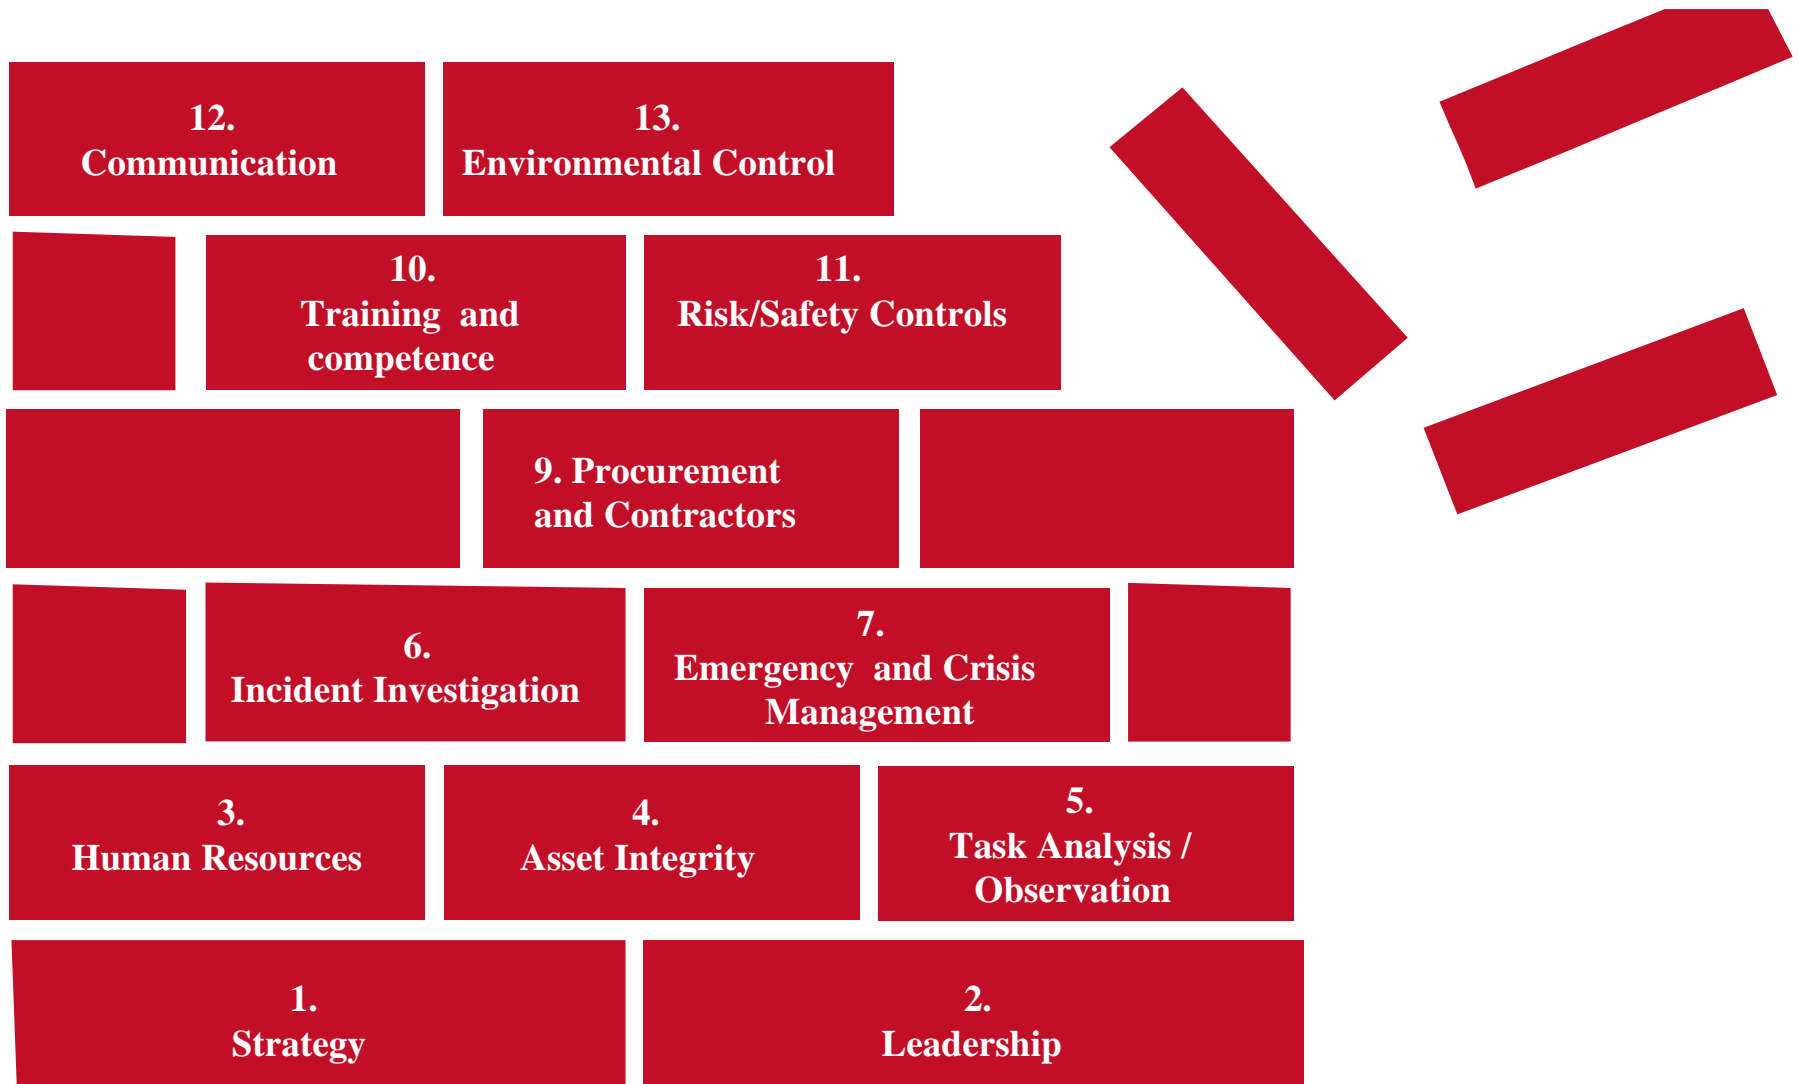 12.
Communication
13.
Environmental Control
10.
Training and
competence
11.
Risk/Safety Controls
9. Procurement
and Contractors
6.
Incident Investigation
7.
Emergency and Crisis
Management
3.
Human Resources
4.
Asset Integrity
5.
Task Analysis /
Observation
1.
Strategy
2.
Leadership